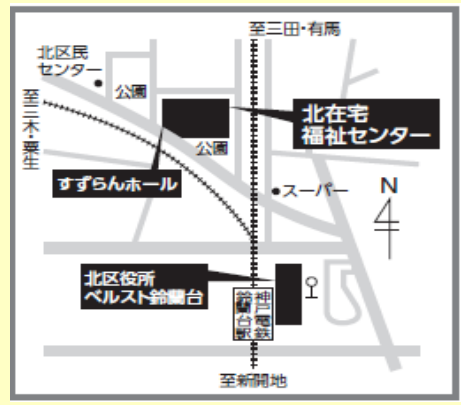 至三田・有馬
北区民
センター
公園
至三木・粟生
北在宅
福祉センター
公園
すずらんホール
スーパー
N
北区役所
ベルスト鈴蘭台
神戸電鉄
鈴蘭台駅
至新開地